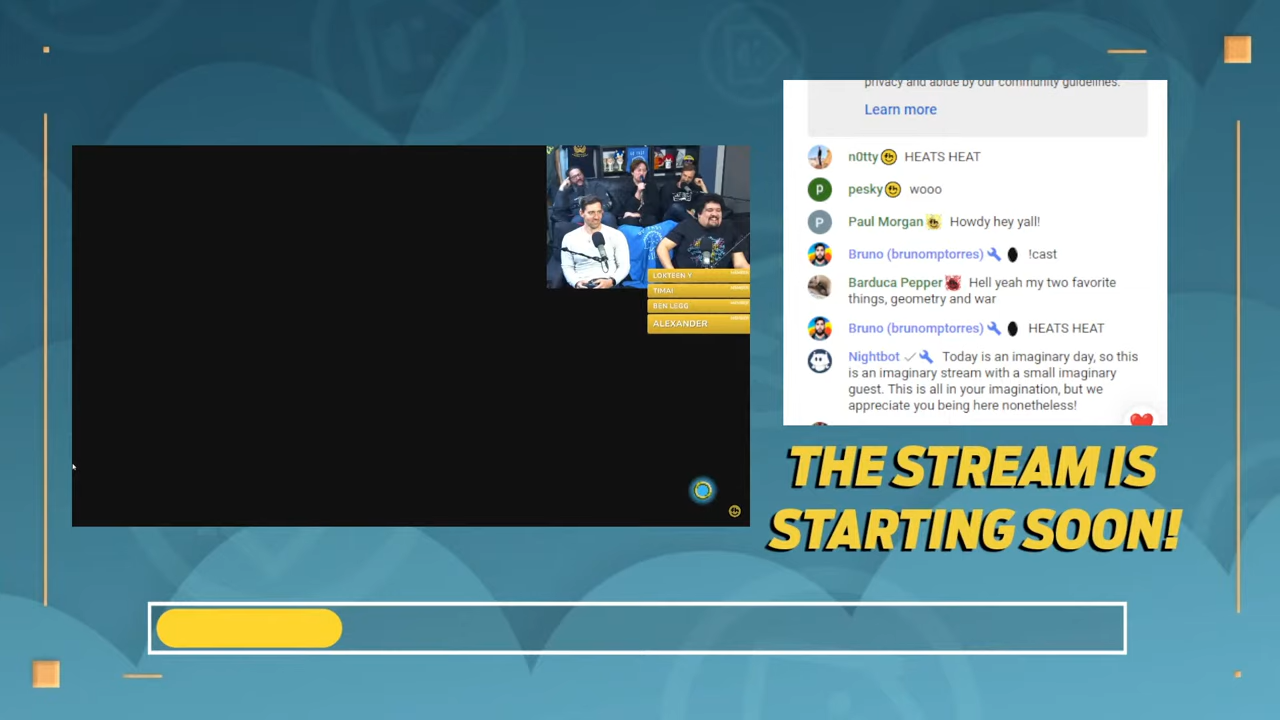 privacy and abide by our community guidelines.
Learn more
n0tty HEATS HEAT
pesky wooo
Paul Morgan Howdy hey yall!
Bruno (brunomptorres) !cast
Barduca Pepper Hell yeah my two favorite
things, geometry and war
Bruno (brunomptorres) HEATS HEAT
Nightbot Today is an imaginary day, so this
is an imaginary stream with a small imaginary
guest. This is all in your imagination, but we
appreciate you being here nonetheless!
LOKTEEN Y
TIMAI
BEN LEGG
ALEXANDER
THE STREAM IS
STARTING SOON!